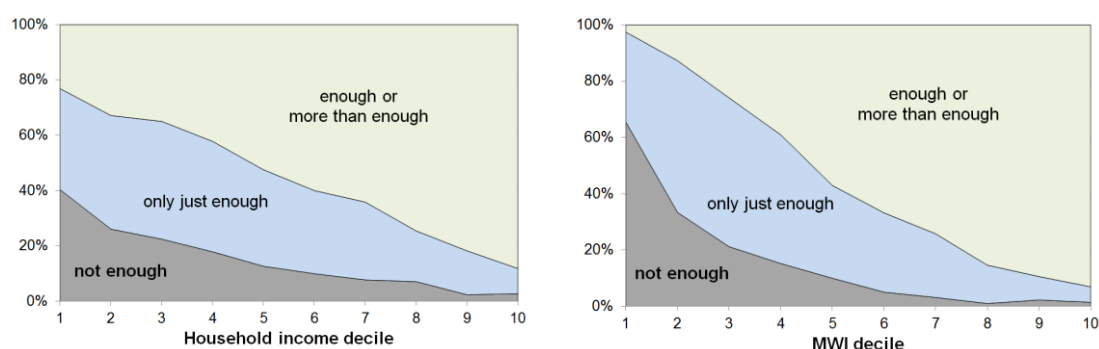 100%
80%
60%
40%
20%
0%
enough or
more than enough
only just enough
not enough
1 2 3 4 5 6 7 8 9 10
Household income decile
100%
80%
60%
40%
20%
0%
enough or
more than enough
only just enough
not enough
1 2 3 4 5 6 7 8 9 10
MWI decile